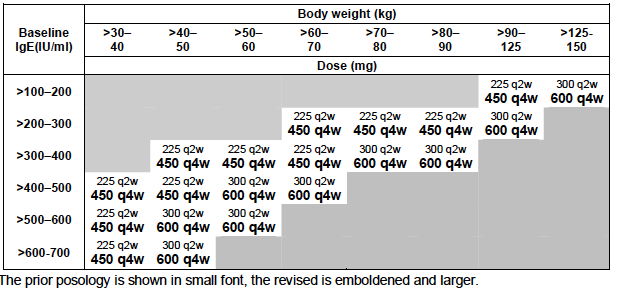 Body weight (kg)
Baseline IgE(IU/ml) >30–40 >40–50 >50–60 >60–70 >70–80 >80–90 >90–125 >125-150
Dose (mg)
>100–200 225 q2w 450 q4w 300 q2w 600 q4w
>200–300 225 q2w 450 q4w 225 q2w 450 q4w 225 q2w 450 q4w 300 q2w 600 q4w
>300–400 225 q2w 450 q4w 225 q2w 450 q4w 225 q2w 450 q4w 300 q2w 600 q4w 300 q2w 600 q4w
>400–500 225 q2w 450 q4w 225 q2w 450 q4w 300 q2w 600 q4w 300 q2w 600 q4w
>500–600 225 q2w 450 q4w 300 q2w 600 q4w 300 q2w 600 q4w
>600-700 225 q2w 450 q4w 300 q2w 600 q4w
The prior posology is shown in small font, the revised is emboldened and larger.